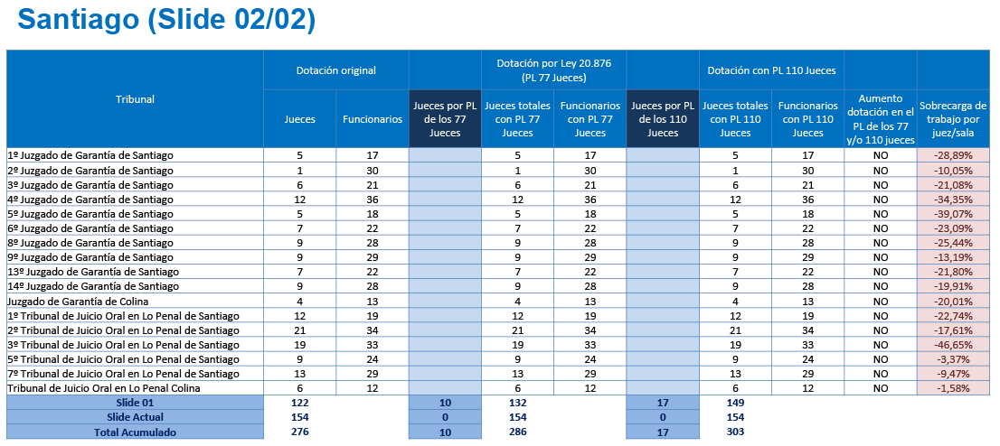 Santiago (Slide 02/02)
Tribunal
Dotación original
Dotación por Ley 20.876
(PL 77 Jueces)
Dotación con PL 110 Jueces
Jueces
Funcionarios
Jueces por PL
de los 77
Jueces
Jueces totales
con PL 77
Jueces
Funcionarios
con PL 77
Jueces
Jueces por PL
de los 110
Jueces
Jueces totales
con PL 110
Jueces
Funcionarios
con PL 110
Jueces
Aumento
dotación en el
PL de los 77
y/o 110 jueces
Sobrecarga de
trabajo por
juez/sala
1º Juzgado de Garantía de Santiago 5 17 5 17 5 17 NO -28,89%
2º Juzgado de Garantía de Santiago 1 30 1 30 1 30 NO -10,05%
3º Juzgado de Garantía de Santiago 6 21 6 21 6 21 NO -21,08%
4º Juzgado de Garantía de Santiago 12 36 12 36 12 36 NO -34,35%
5º Juzgado de Garantía de Santiago 5 18 5 18 5 18 NO -39,07%
6º Juzgado de Garantía de Santiago 7 22 7 22 7 22 NO -23,09%
8º Juzgado de Garantía de Santiago 9 28 9 28 9 28 NO -25,44%
9º Juzgado de Garantía de Santiago 9 29 9 29 9 29 NO -13,19%
13º Juzgado de Garantía de Santiago 7 22 7 22 7 22 NO -21,80%
14º Juzgado de Garantía de Santiago 9 28 9 28 9 28 NO -19,91%
Juzgado de Garantía de Colina 4 13 4 13 4 13 NO -20,01%
1º Tribunal de Juicio Oral en Lo Penal de Santiago 12 19 12 19 12 19 NO -22,74%
2º Tribunal de Juicio Oral en Lo Penal de Santiago 21 34 21 34 21 34 NO -17,61%
3º Tribunal de Juicio Oral en Lo Penal de Santiago 19 33 19 33 19 33 NO -46,65%
5º Tribunal de Juicio Oral en Lo Penal de Santiago 9 24 9 24 9 24 NO -3,37%
7º Tribunal de Juicio Oral en Lo Penal de Santiago 13 29 13 29 13 29 NO -9,47%
Tribunal de Juicio Oral en Lo Penal Colina 6 12 6 12 6 12 NO -1,58%
Slide 01 122 10 132 17 149
Slide Actual 154 0 154 0 154
Total Acumulado 276 10 286 17 303